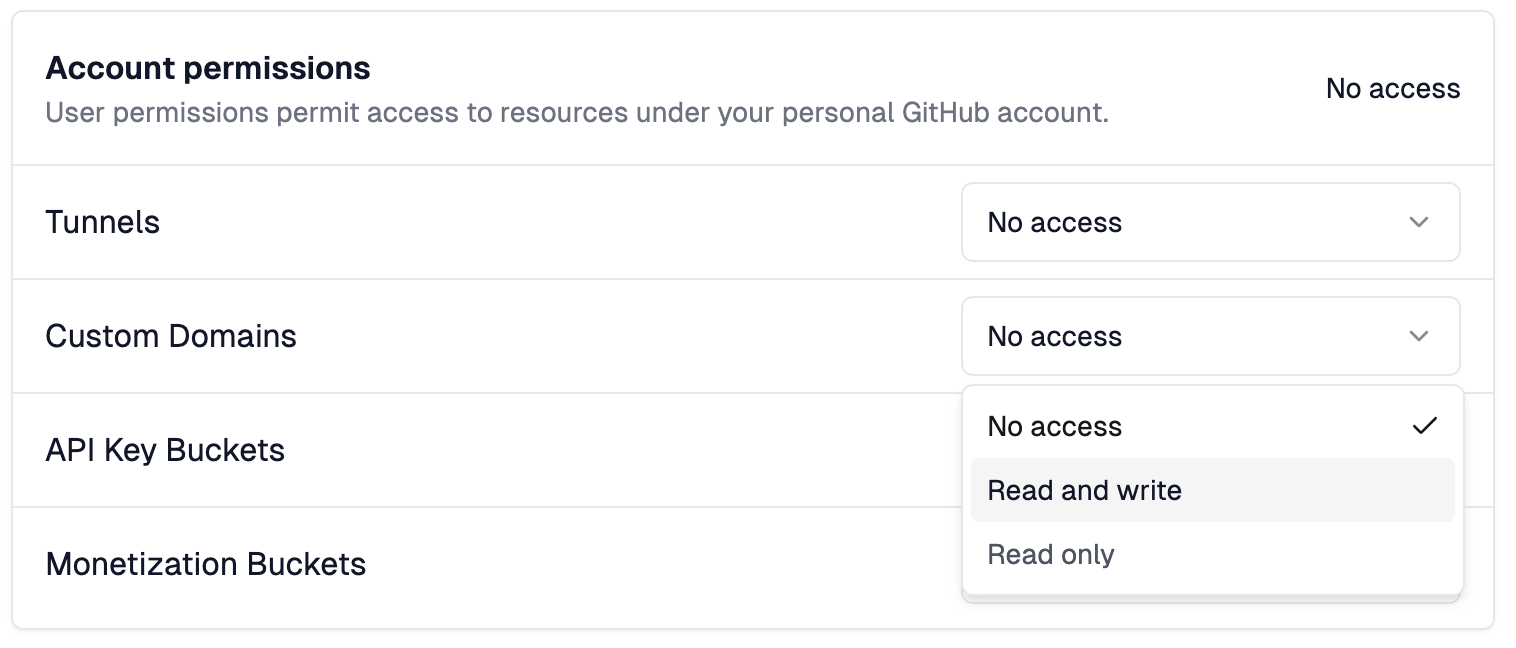 Account permissions
User permissions permit access to resources under your personal GitHub account.
No access
Tunnels
No access
Custom Domains
No access
No access
Read and write
Read only
API Key Buckets
Monetization Buckets